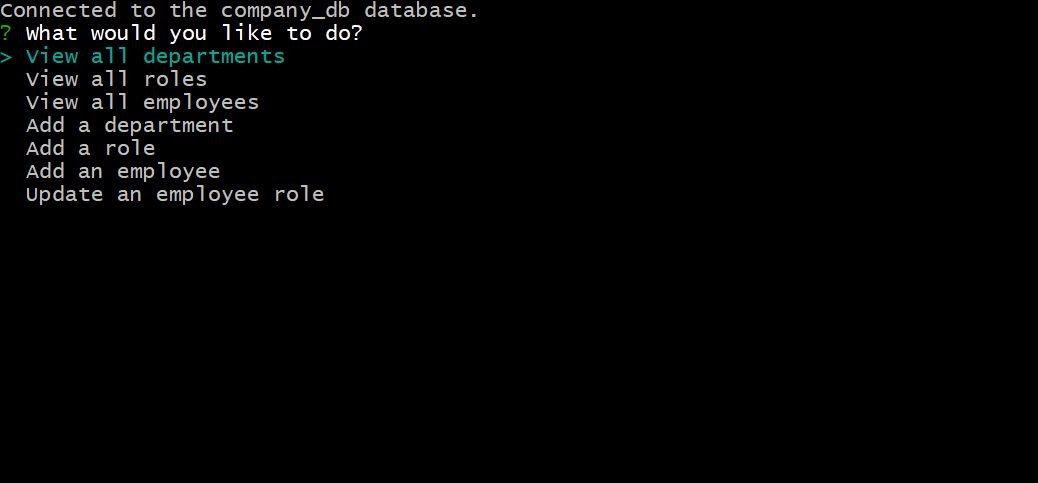 Connected to the company_db database.
? What would you like to do?
> View all departments
View all roles
View all employees
Add a department
Add a role
Add an employee
Update an employee role